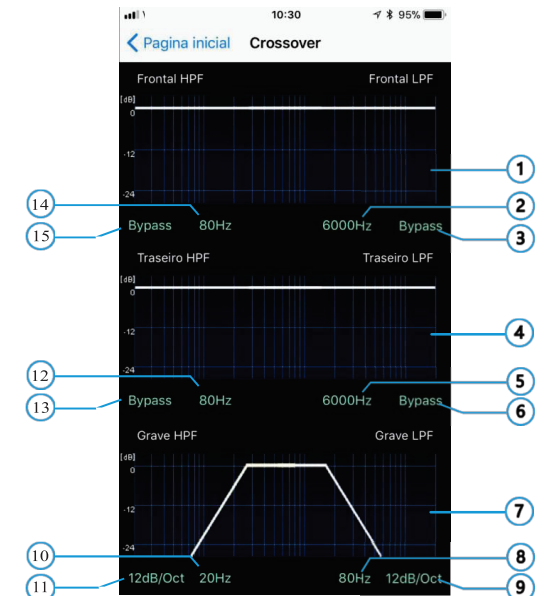 10:30 95%
Pagina inicial Crossover
Frontal HPF Frontal LPF
[dB]
0
-12
1
-24
14 2
Bypass 80Hz 6000Hz Bypass
15 3
Traseiro HPF Traseiro LPF
[dB]
0
-12
4
-24
12 5
Bypass 80Hz 6000Hz Bypass
13 6
Grave HPF Grave LPF
[dB]
0
-12
7
-24
10 8
12dB/Oct 20Hz 80Hz 12dB/Oct
11 9